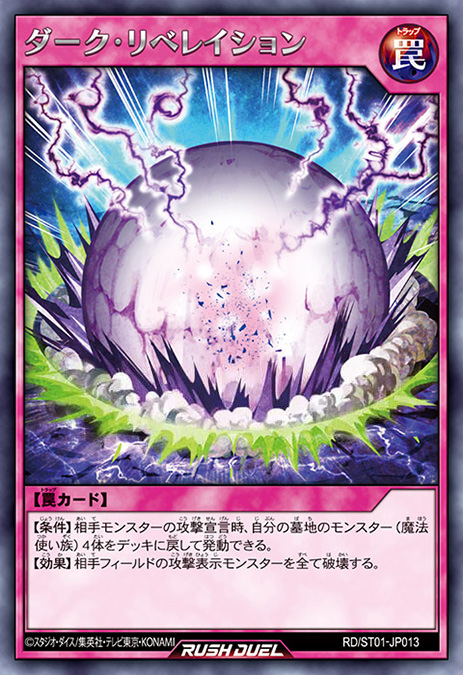 ダーク・リベレイション
トラップ
罠
【罠カード】
【条件】相手モンスターの攻撃宣言時、自分の墓地のモンスター（魔法
使い族）４体をデッキに戻して発動できる。
【効果】相手フィールドの攻撃表示モンスターを全て破壊する。
©スタジオ・ダイス/集英社・テレビ東京・KONAMI
RUSH DUEL
RD/ST01-JP013